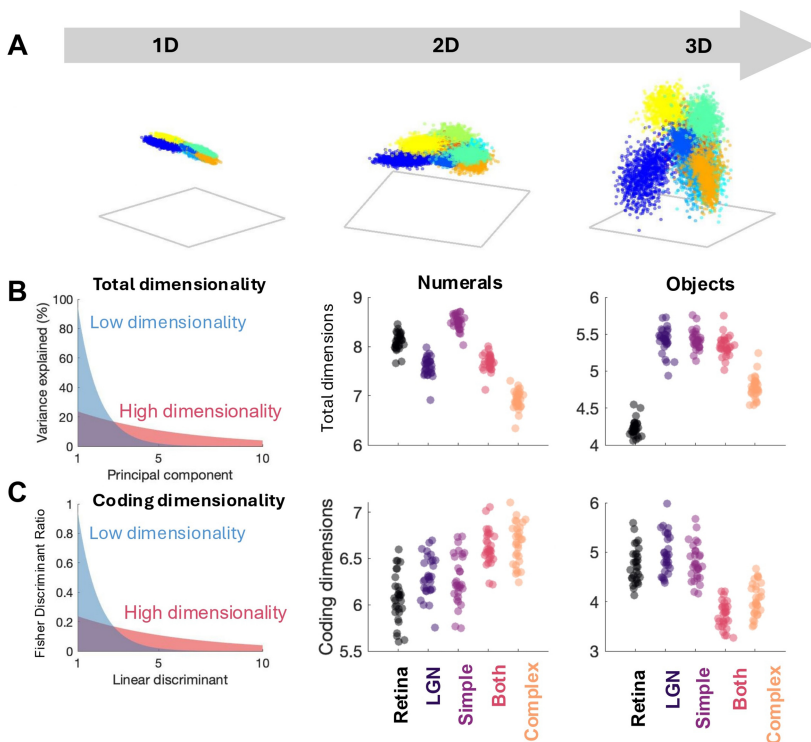 A
1D
2D
3D
B
Total dimensionality
Variance explained (%)
100
80
60
40
20
0
Low dimensionality
High dimensionality
1
5
10
Principal component
Numerals
Total dimensions
9
8
7
6
Objects
6
5.5
5
4.5
4
C
Coding dimensionality
Fisher Discriminant Ratio
1
0.8
0.6
0.4
0.2
0
Low dimensionality
High dimensionality
1
5
10
Linear discriminant
Coding dimensions
7
6.5
6
5.5
Retina
LGN
Simple
Both
Complex
6
5
4
3
Retina
LGN
Simple
Both
Complex